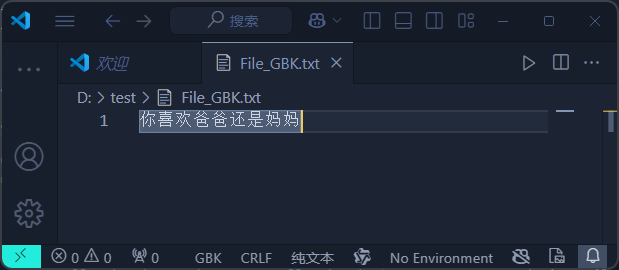 搜索
欢迎
File_GBK.txt
D: > test > File_GBK.txt
1 你喜欢爸爸还是妈妈
0 0 0 GBK CRLF 纯文本 No Environment